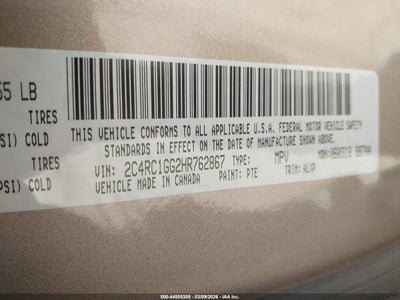 55 LB
TIRES
SI) COLD
TIRES
PSI) COLD
THIS VEHICLE CONFORMS TO ALL APPLICABLE U.S.A. FEDERAL MOTOR VEHICLE SAFETY
STANDARDS IN EFFECT ON THE DATE OF MANUFACTURE SHOWN ABOVE.
VIN: 2C4RC1GG2HR762867 TYPE: MPV
VEHICLE MADE IN CANADA PAINT: PTE TRIM: ALXP
000-44555308 - 03/09/2026 - IAA Inc.